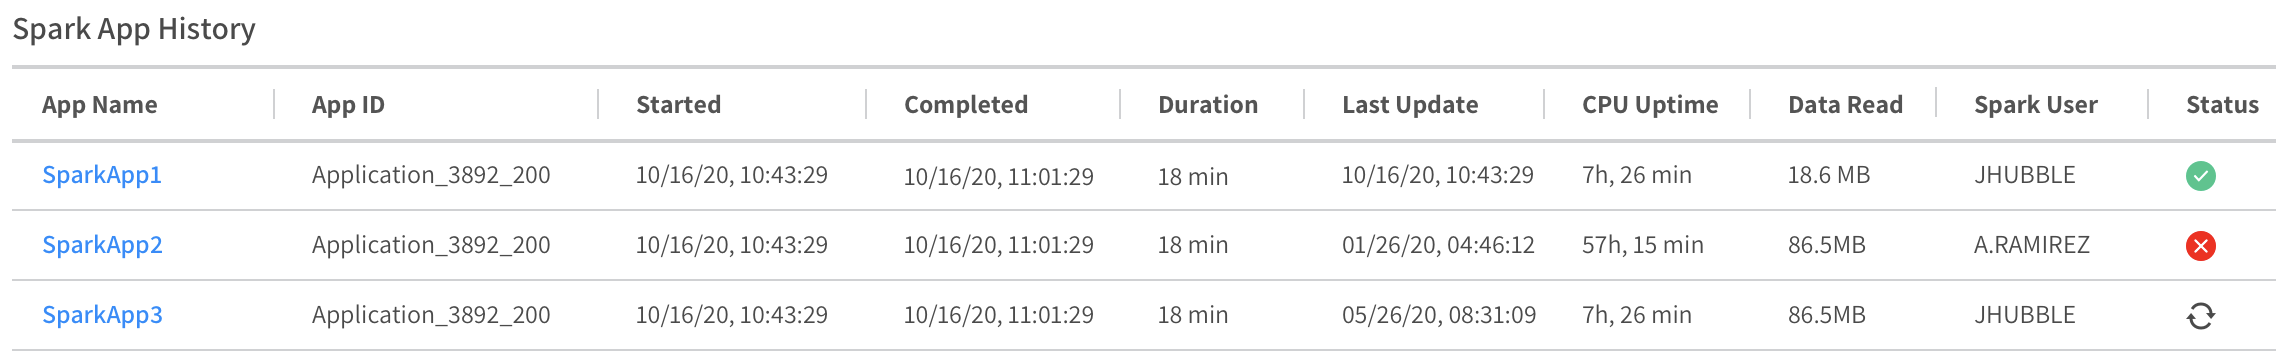 Spark App History
App Name App ID Started Completed Duration Last Update CPU Uptime Data Read Spark User Status
SparkApp1 Application_3892_200 10/16/20, 10:43:29 10/16/20, 11:01:29 18 min 10/16/20, 10:43:29 7h, 26 min 18.6 MB JHUBBLE
SparkApp2 Application_3892_200 10/16/20, 10:43:29 10/16/20, 11:01:29 18 min 01/26/20, 04:46:12 57h, 15 min 86.5MB A.RAMIREZ
SparkApp3 Application_3892_200 10/16/20, 10:43:29 10/16/20, 11:01:29 18 min 05/26/20, 08:31:09 7h, 26 min 86.5MB JHUBBLE